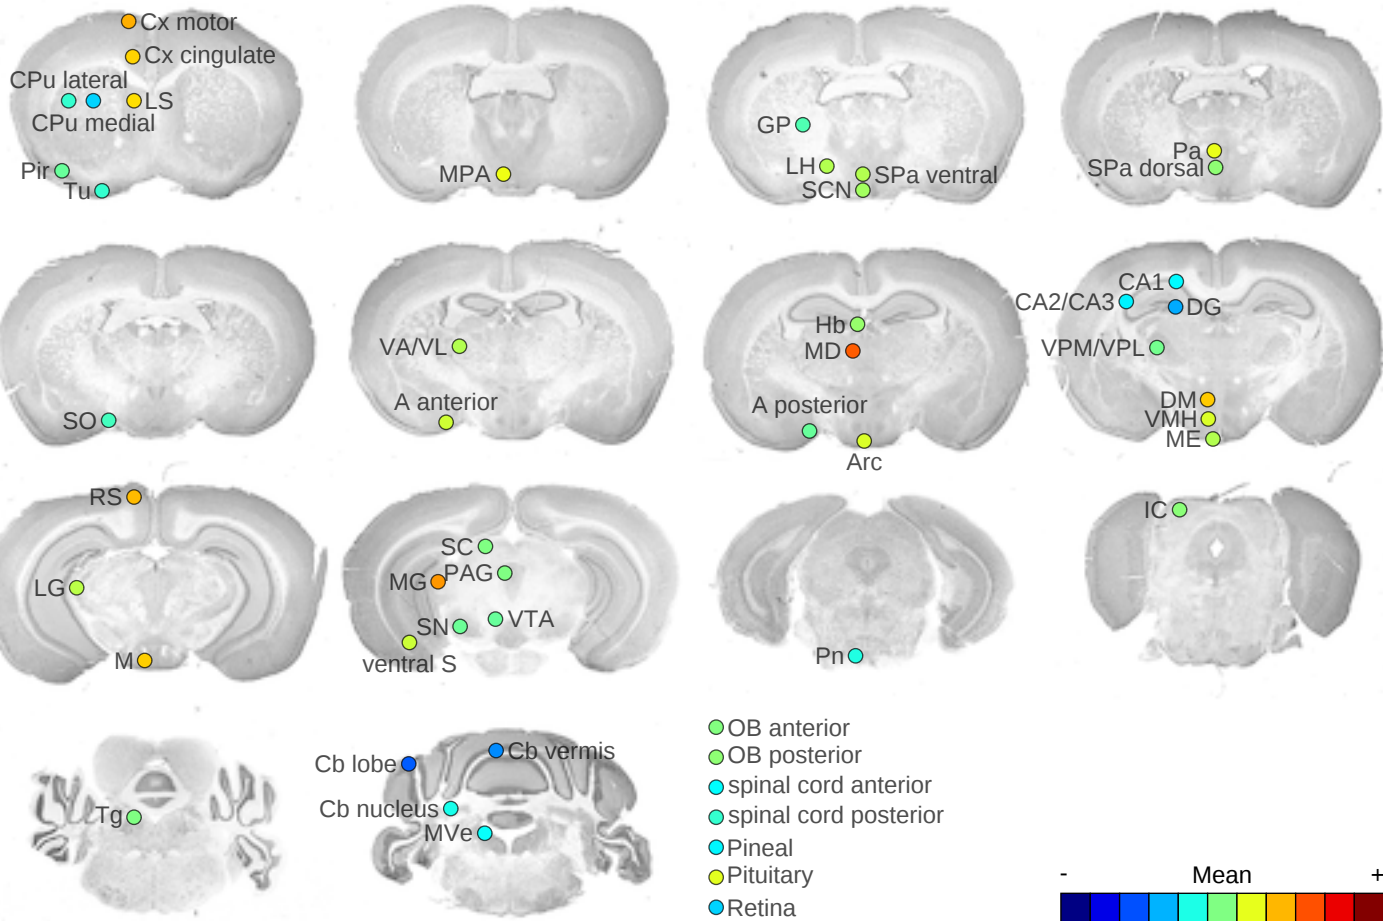 Cx motor
Cx cingulate
CPu lateral
LS
CPu medial
Pir
Tu
MPA
GP
LH
SPa ventral
SCN
Pa
SPa dorsal
SO
VA/VL
A anterior
Hb
MD
A posterior
Arc
CA1
CA2/CA3
DG
VPM/VPL
DM
VMH
ME
RS
LG
M
SC
MG
PAG
SN
VTA
ventral S
Pn
IC
Tg
Cb lobe
Cb vermis
Cb nucleus
MVe
OB anterior
OB posterior
spinal cord anterior
spinal cord posterior
Pineal
Pituitary
Retina
- Mean +